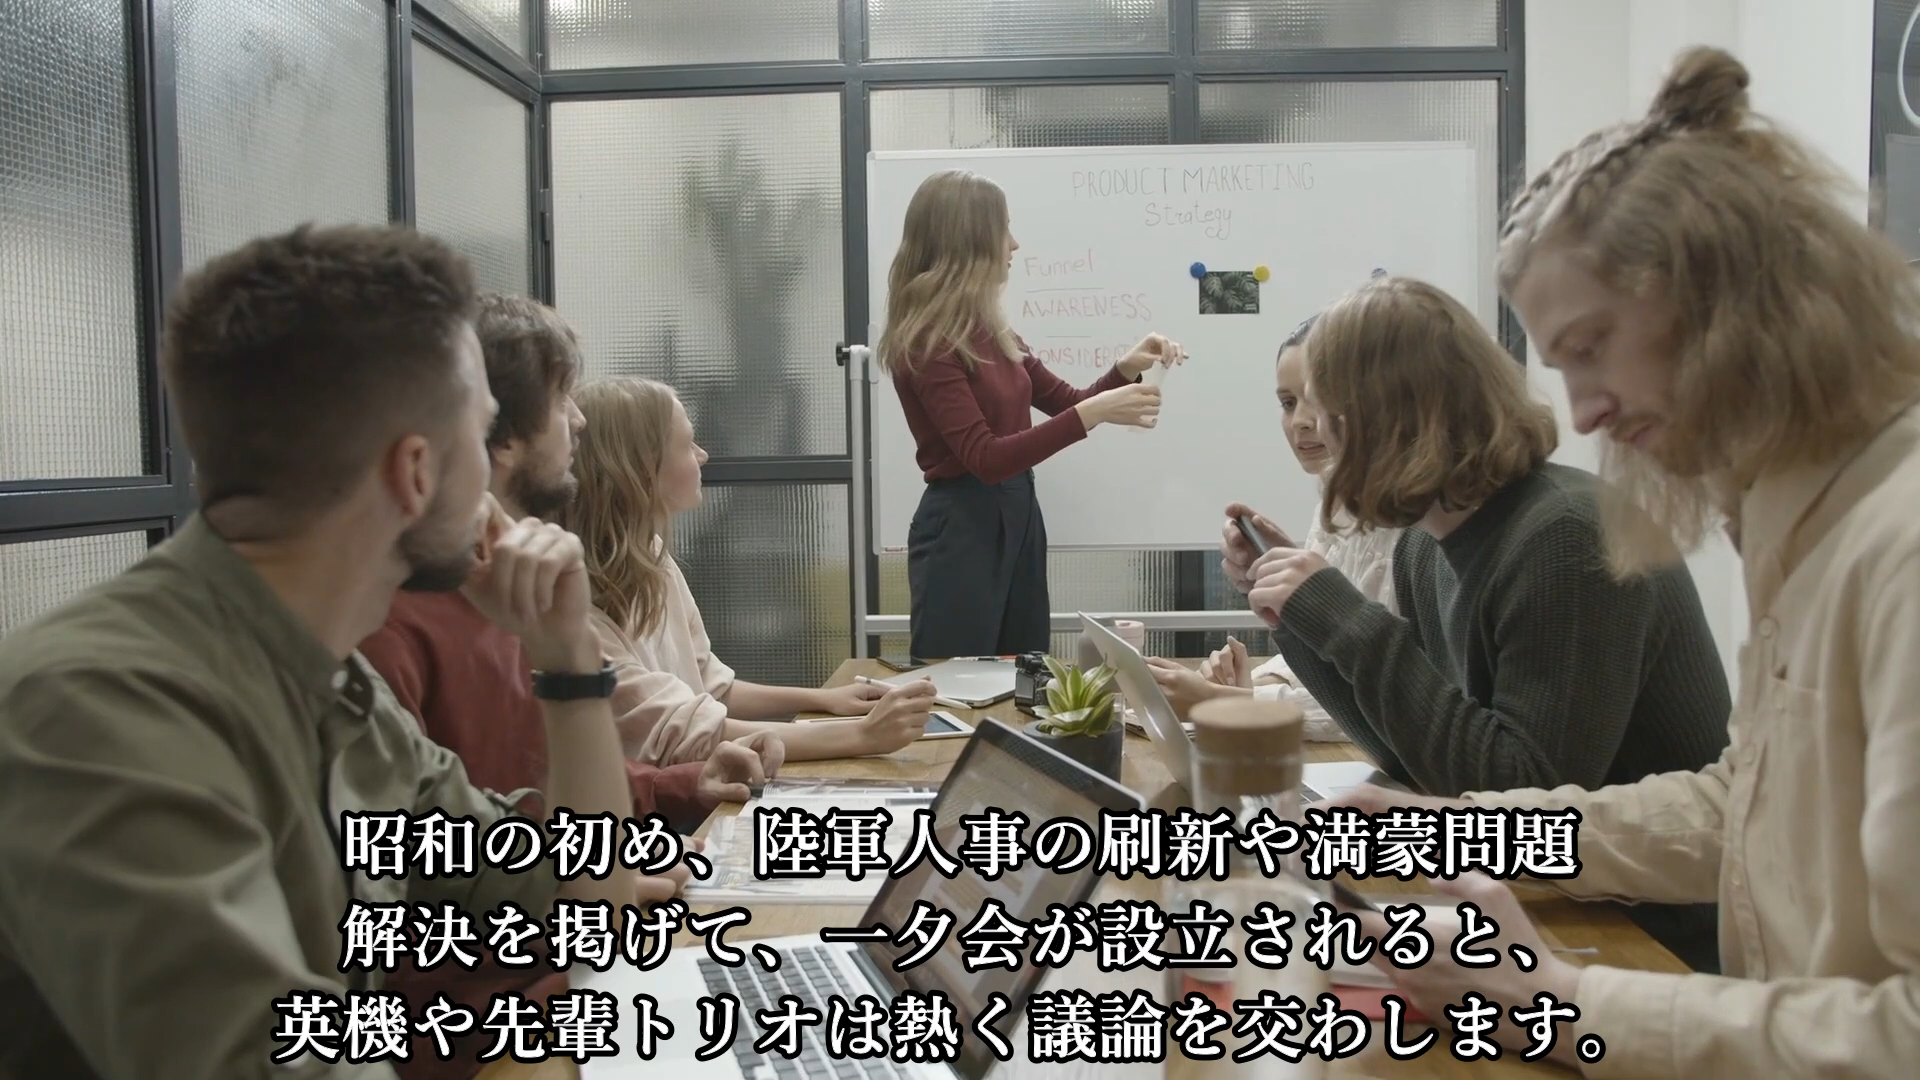 PRODUCT MARKETING
Strategy
Funnel
AWARENESS
昭和の初め、陸軍人事の刷新や満蒙問題
解決を掲げて、一夕会が設立されると、
英機や先輩トリオは熱く議論を交わします。